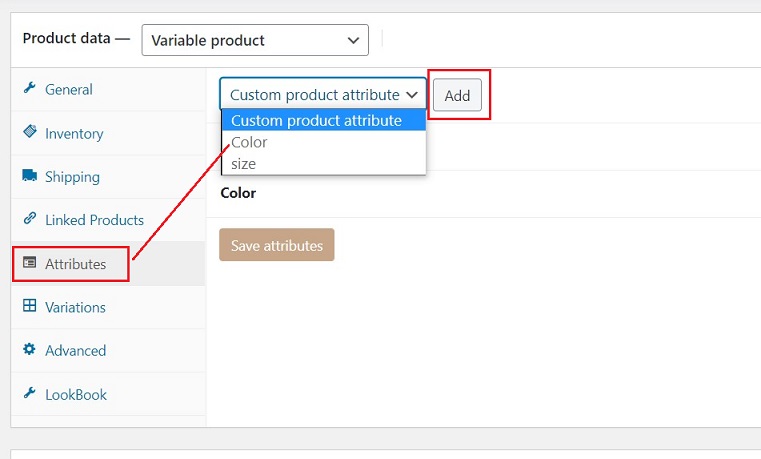 Product data — Variable product
General
Inventory
Shipping
Linked Products
Attributes
Variations
Advanced
LookBook
Custom product attribute
Add
Custom product attribute
Color
size
Color
Save attributes